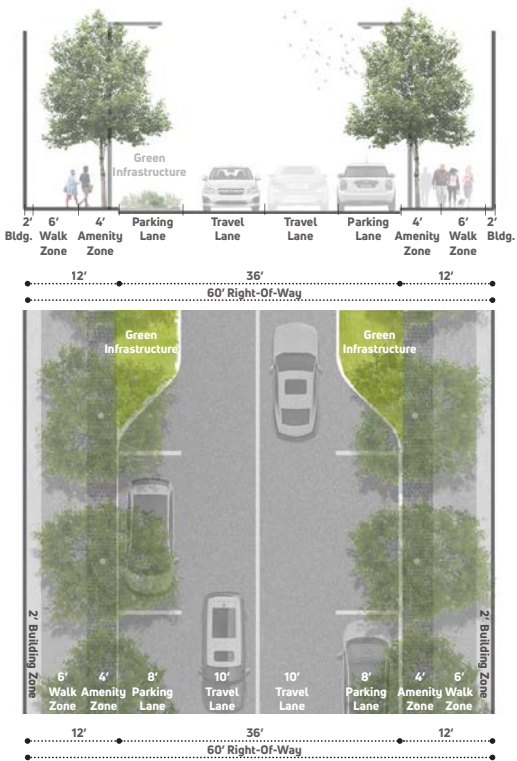 Green
Infrastructure
2’ Bldg.
6’ Walk Zone
4’ Amenity Zone
Parking Lane
Travel Lane
Travel Lane
Parking Lane
4’ Amenity Zone
6’ Walk Zone
2’ Bldg.
12’ 36’ 12’
60’ Right-Of-Way
Green
Infrastructure
Green
Infrastructure
2’ Building Zone
2’ Building Zone
6’ Walk Zone
4’ Amenity Zone
8’ Parking Lane
10’ Travel Lane
10’ Travel Lane
8’ Parking Lane
4’ Amenity Zone
6’ Walk Zone
12’ 36’ 12’
60’ Right-Of-Way